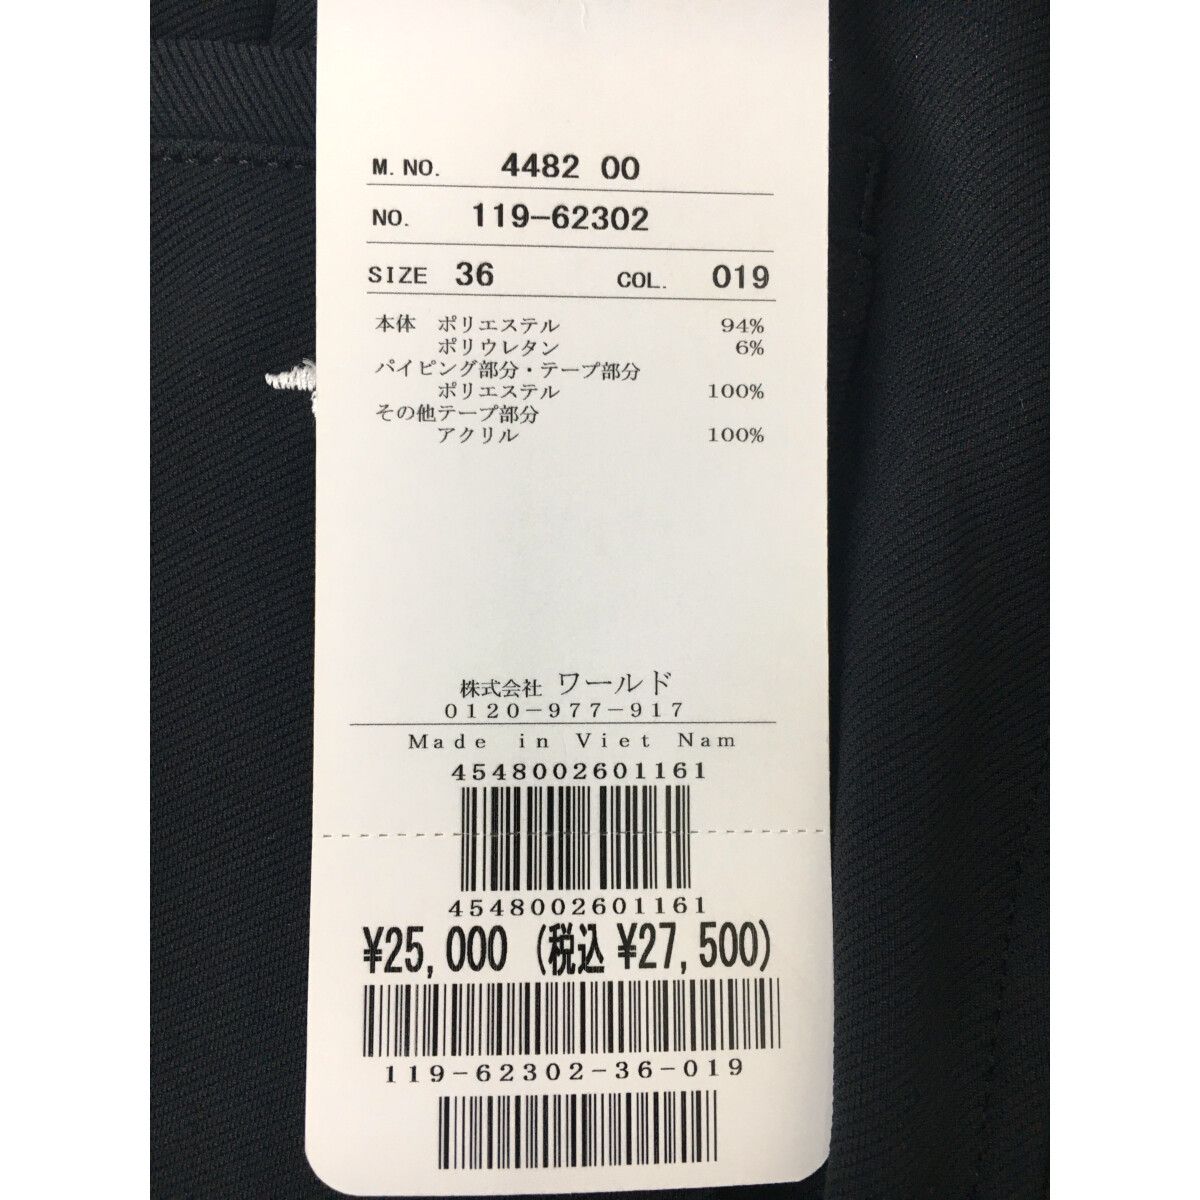 M. NO. 4482 00
NO. 119-62302
SIZE 36 COL. 019
本体 ポリエステル 94%
ポリウレタン 6%
パイピング部分・テープ部分
ポリエステル 100%
その他テープ部分
アクリル 100%
株式会社 ワールド
0120-977-917
Made in Viet Nam
4548002601161
4548002601161
¥25,000 (税込 ¥27,500)
119-62302-36-019